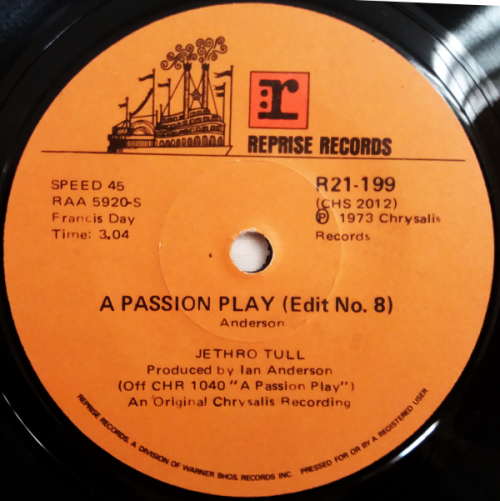 r
REPRISE RECORDS
SPEED 45
RAA 5920-S
Francis Day
Time: 3.04
R21-199
(CHS 2012)
Ⓟ 1973 Chrysalis
Records
A PASSION PLAY (Edit No. 8)
Anderson
JETHRO TULL
Produced by Ian Anderson
(Off CHR 1040 "A Passion Play")
An Original Chrysalis Recording
REPRISE RECORDS, A DIVISION OF WARNER BROS. RECORDS INC. PRESSED FOR OR BY A REGISTERED USER